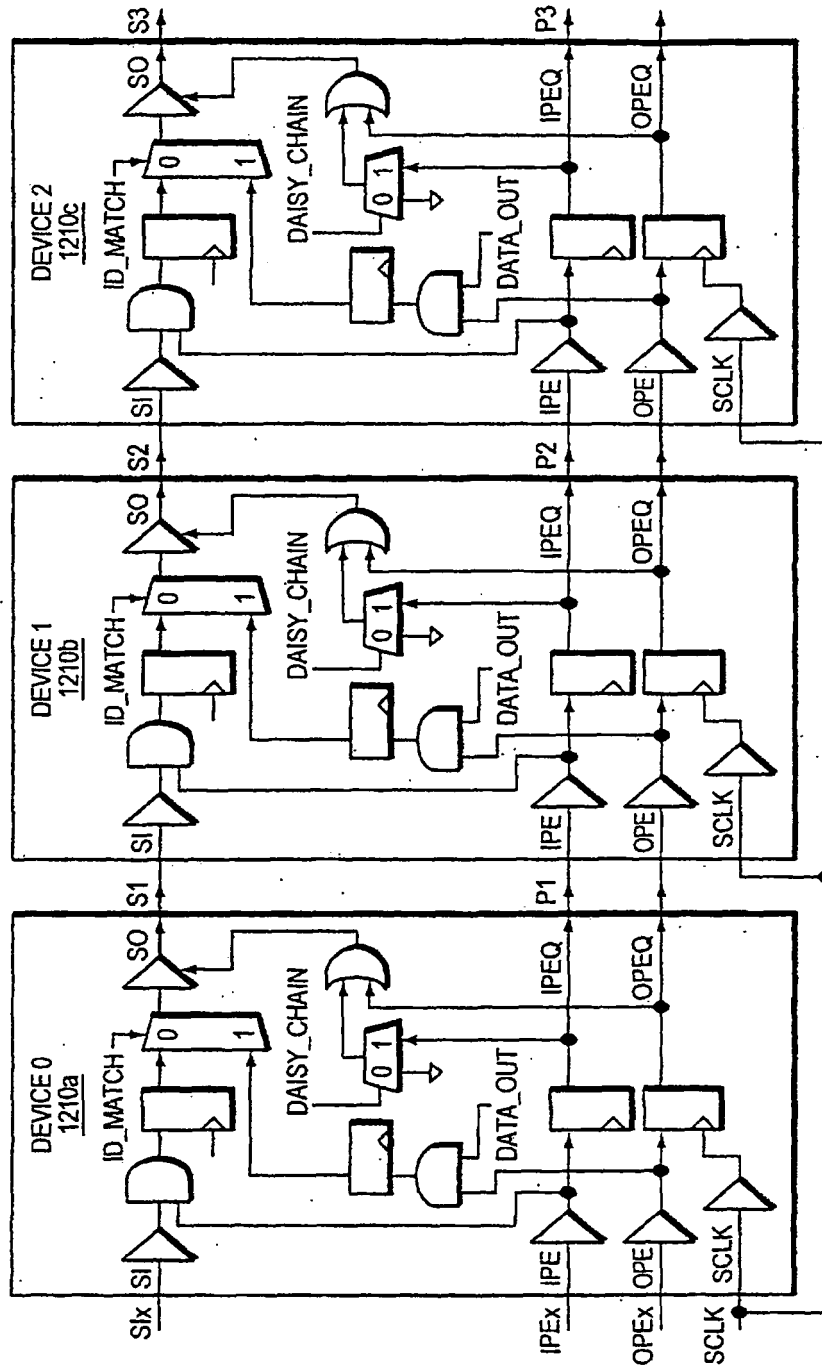 DEVICE 0
1210a
SIx
SI
ID_MATCH
0
1
SO
S1
DAISY_CHAIN
0 1
DATA_OUT
IPEx
IPE
IPEQ
P1
OPEx
OPE
OPEQ
SCLK
SCLK
DEVICE 1
1210b
SI
ID_MATCH
0
1
SO
S2
DAISY_CHAIN
0 1
DATA_OUT
IPE
IPEQ
P2
OPE
OPEQ
SCLK
DEVICE 2
1210c
SI
ID_MATCH
0
1
SO
S3
DAISY_CHAIN
0 1
DATA_OUT
IPE
IPEQ
P3
OPE
OPEQ
SCLK